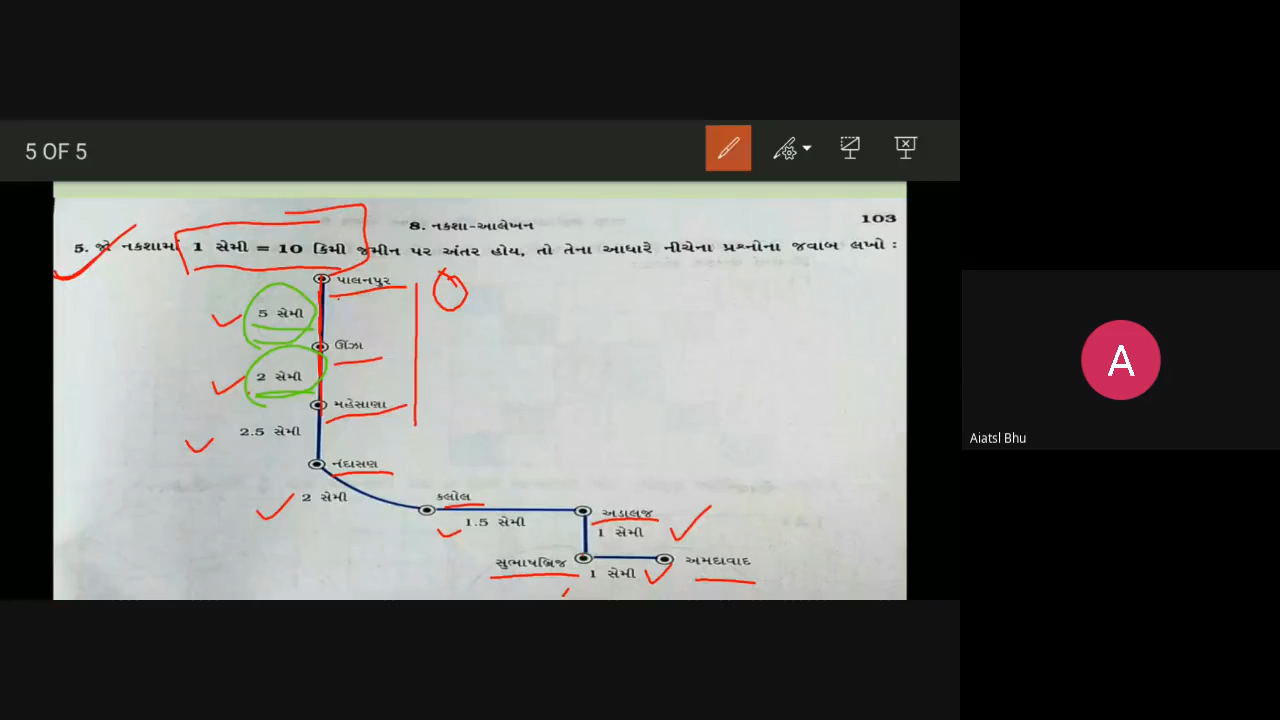 5 OF 5
8. નકશા-આલેખન
103
5. જો નકશામાં 1 સેમી = 10 કિમી જમીન પર અંતર હોય, તો તેના આધારે નીચેના પ્રશ્નોના જવાબ લખો :
પાલનપુર
5 સેમી
ઊંઝા
2 સેમી
મહેસાણા
2.5 સેમી
નંદાસણ
2 સેમી
કલોલ
1.5 સેમી
અડાલજ
1 સેમી
સુભાષબ્રિજ
1 સેમી
અમદાવાદ
A
Aiatsl Bhu